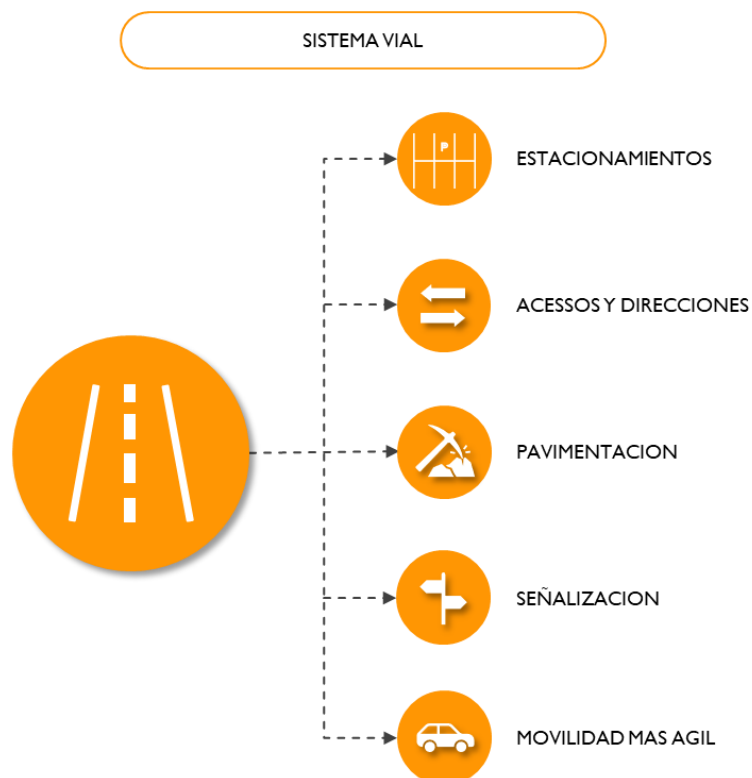 SISTEMA VIAL
P
ESTACIONAMIENTOS
ACESSOS Y DIRECCIONES
PAVIMENTACION
SEÑALIZACION
MOVILIDAD MAS AGIL